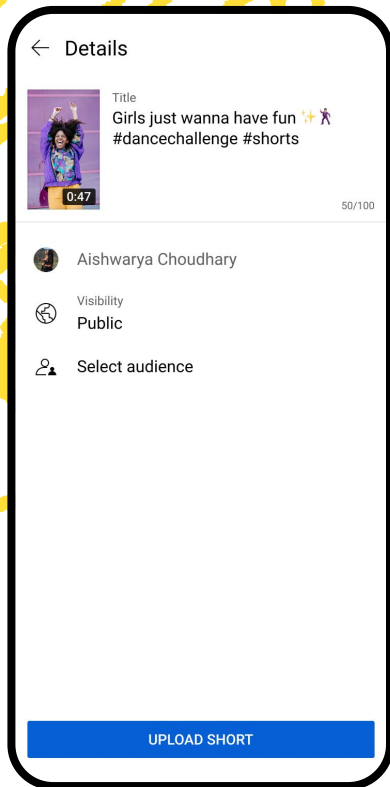 Details
Title
Girls just wanna have fun ✨🕺
#dancechallenge #shorts
0:47
50/100
Aishwarya Choudhary
Visibility
Public
Select audience
UPLOAD SHORT